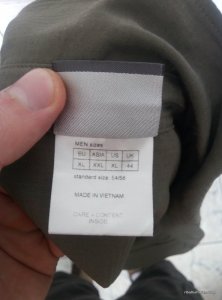 MEN sizes
EU ASIA US UK
XL XXL XL 44
standard size: 54/56
MADE IN VIETNAM
CARE + CONTENT
INSIDE